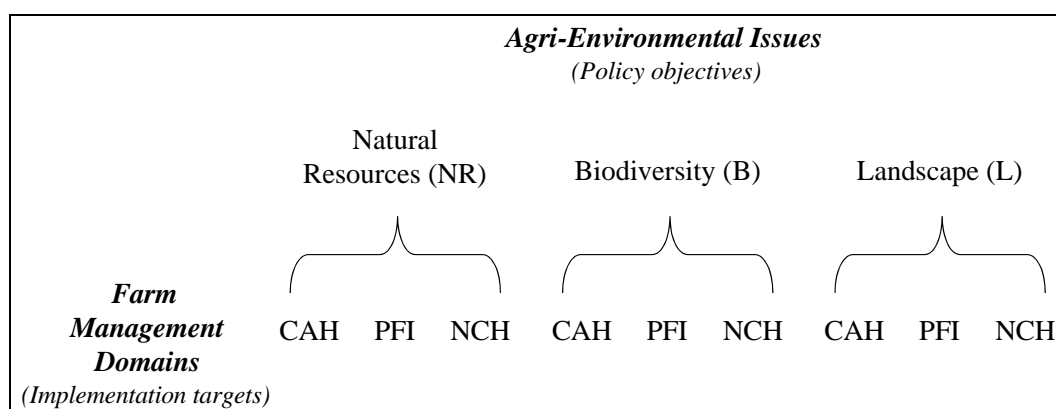 Agri-Environmental Issues
(Policy objectives)
Natural
Resources (NR)
Biodiversity (B)
Landscape (L)
Farm
Management
Domains
(Implementation targets)
CAH PFI NCH CAH PFI NCH CAH PFI NCH